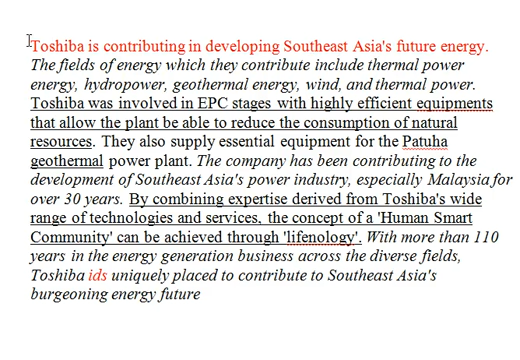 Toshiba is contributing in developing Southeast Asia's future energy.
The fields of energy which they contribute include thermal power
energy, hydropower, geothermal energy, wind, and thermal power.
Toshiba was involved in EPC stages with highly efficient equipments
that allow the plant be able to reduce the consumption of natural
resources. They also supply essential equipment for the Patuha
geothermal power plant. The company has been contributing to the
development of Southeast Asia's power industry, especially Malaysia for
over 30 years. By combining expertise derived from Toshiba's wide
range of technologies and services, the concept of a 'Human Smart
Community' can be achieved through 'lifenology'. With more than 110
years in the energy generation business across the diverse fields,
Toshiba ids uniquely placed to contribute to Southeast Asia's
burgeoning energy future